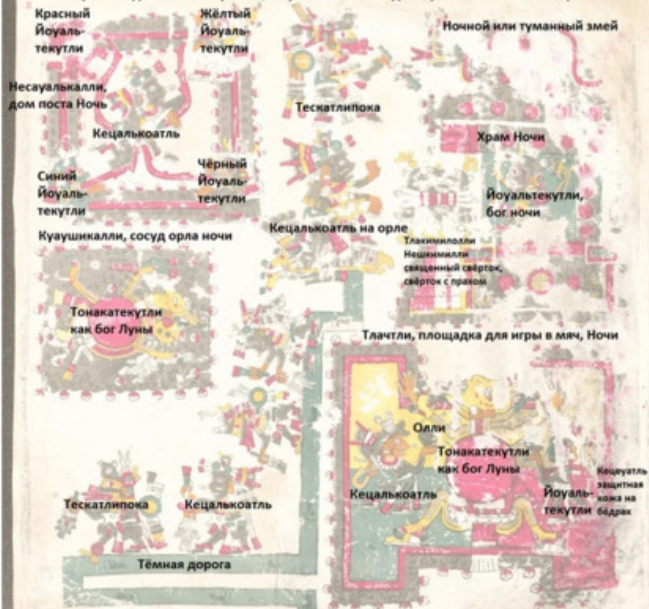 Красный
Йоуаль-
текутли
Жёлтый
Йоуаль-
текутли
Ночной или туманный змей
Несауалькалли,
дом поста Ночь
Тескатлипока
Кецалькоатль
Храм Ночи
Синий
Йоуаль-
текутли
Чёрный
Йоуаль-
текутли
Йоуальтекутли,
бог ночи
Куаушикалли, сосуд орла ночи
Кецалькоатль на орле
Тлакимилолли
Нешкимилли
священный свёрток,
свёрток с прахом
Тонакатекутли
как бог Луны
Тлачтли, площадка для игры в мяч, Ночи
Олли
Тонакатекутли
как бог Луны
Кецалькоатль
Йоуаль-
текутли
защитная
кожа на
бёдрах
Тескатлипока
Кецалькоатль
Тёмная дорога